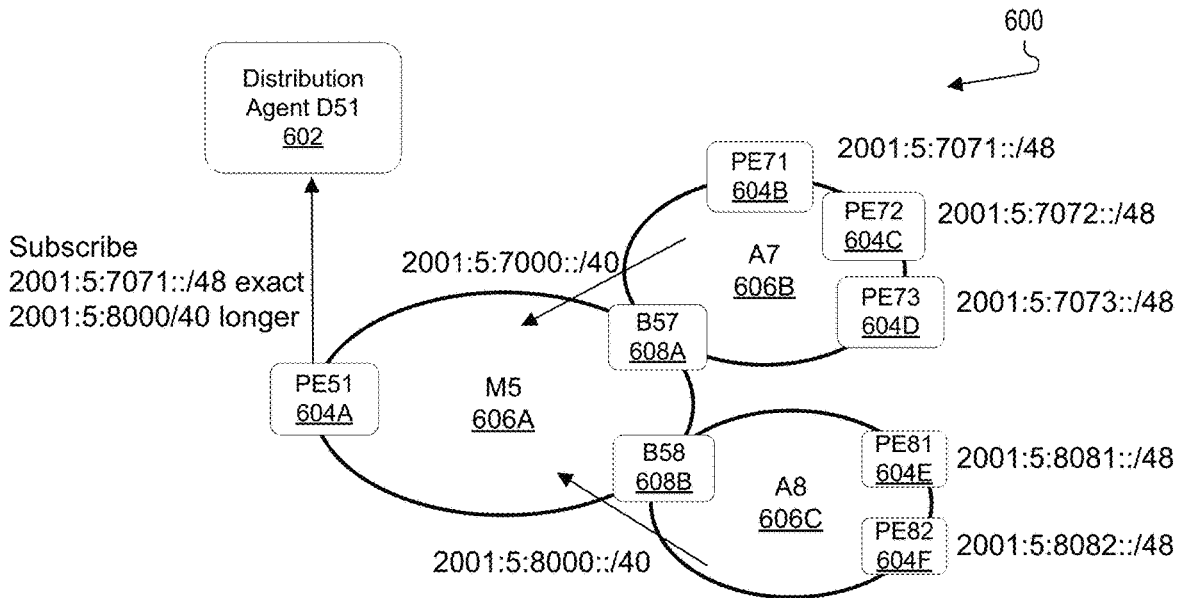 600
Distribution
Agent D51
602
Subscribe
2001:5:7071::/48 exact
2001:5:8000/40 longer
2001:5:7000::/40
PE71
604B
2001:5:7071::/48
PE72
604C
2001:5:7072::/48
A7
606B
PE73
604D
2001:5:7073::/48
B57
608A
PE51
604A
M5
606A
B58
608B
PE81
604E
2001:5:8081::/48
A8
606C
PE82
604F
2001:5:8082::/48
2001:5:8000::/40